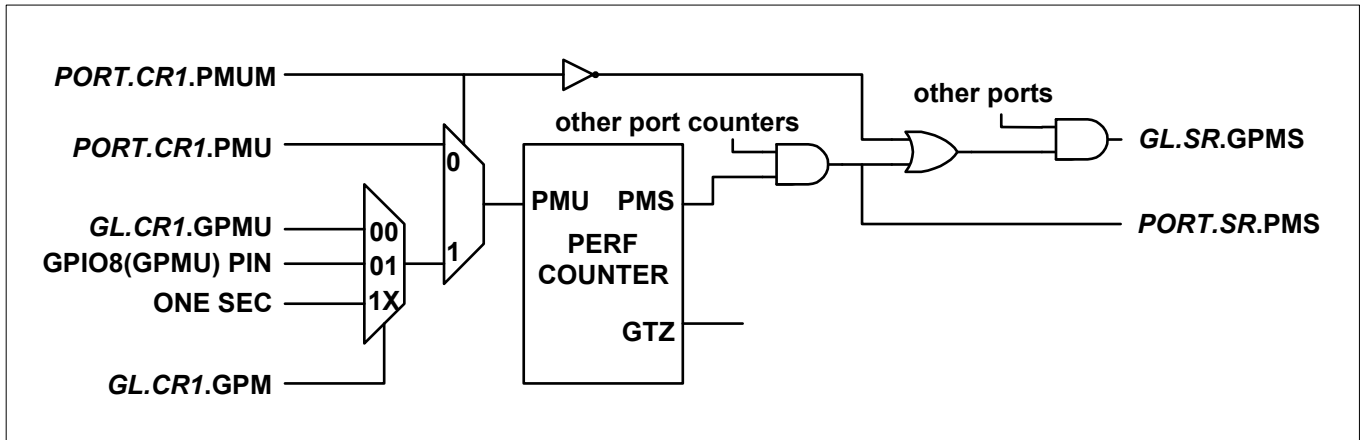 PORT.CR1.PMUM
other ports
other port counters
GL.SR.GPMS
PORT.CR1.PMU
0
PMU
PMS
PORT.SR.PMS
GL.CR1.GPMU
00
PERF
COUNTER
GPIO8(GPMU) PIN
01
1
ONE SEC
1X
GTZ
GL.CR1.GPM